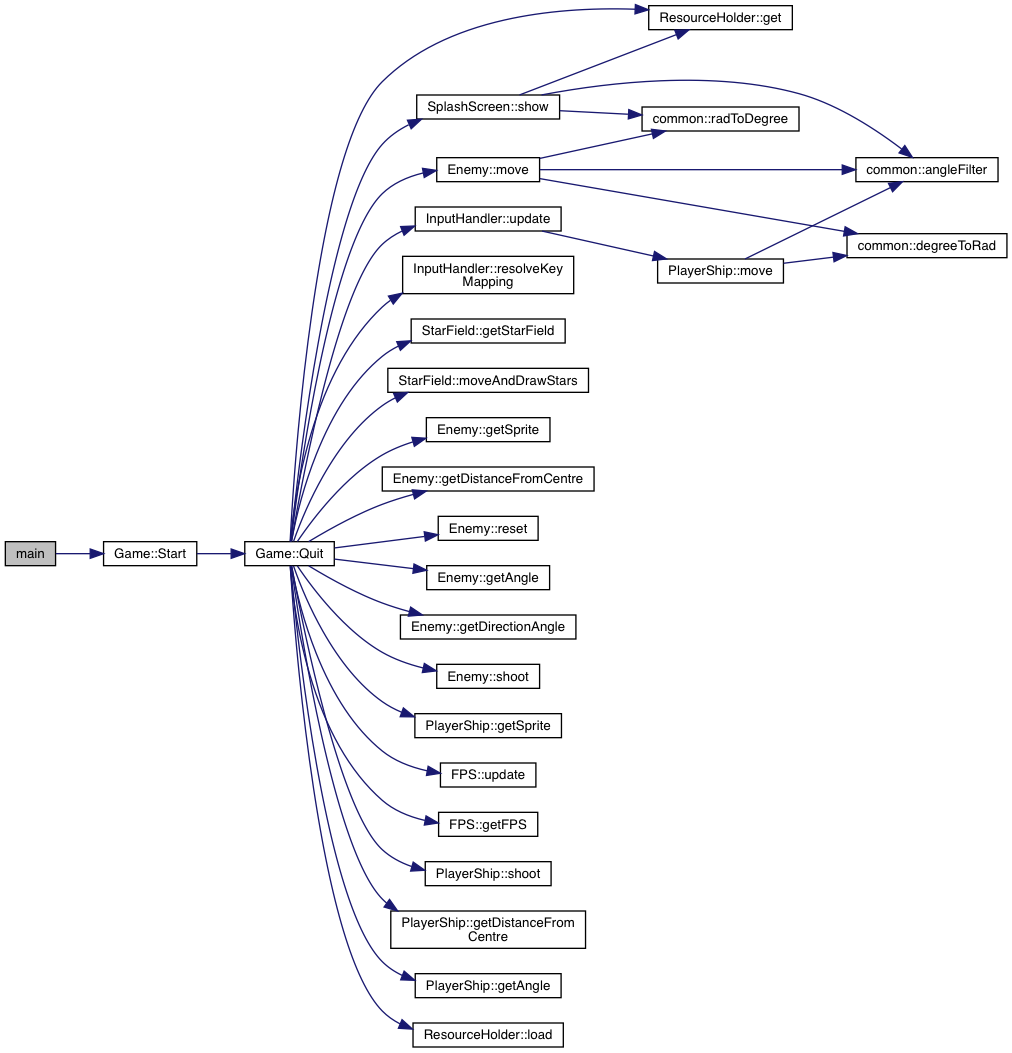 ResourceHolder::get
SplashScreen::show
common::radToDegree
Enemy::move
common::angleFilter
InputHandler::update
common::degreeToRad
PlayerShip::move
InputHandler::resolveKey
Mapping
StarField::getStarField
StarField::moveAndDrawStars
Enemy::getSprite
Enemy::getDistanceFromCentre
Enemy::reset
main
Game::Start
Game::Quit
Enemy::getAngle
Enemy::getDirectionAngle
Enemy::shoot
PlayerShip::getSprite
FPS::update
FPS::getFPS
PlayerShip::shoot
PlayerShip::getDistanceFrom
Centre
PlayerShip::getAngle
ResourceHolder::load